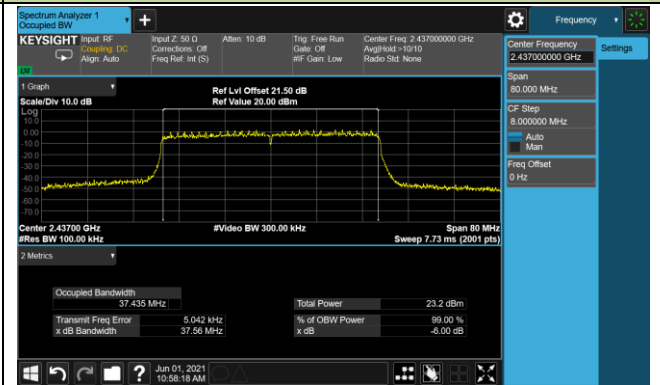 Spectrum Analyzer 1
Occupied BW
Frequency
KEYSIGHT
Input: RF
Coupling: DC
Align: Auto
Input Z: 50 Ω
Corrections: Off
Freq Ref: Int (S)
Atten: 10 dB
Trig: Free Run
Gate: Off
#IF Gain: Low
Center Freq: 2.437000000 GHz
Avg|Hold:>10/10
Radio Std: None
Center Frequency
2.437000000 GHz
Settings
Span
80.000 MHz
CF Step
8.000000 MHz
Auto
Man
Freq Offset
0 Hz
1 Graph
Scale/Div 10.0 dB
Ref Lvl Offset 21.50 dB
Ref Value 20.00 dBm
Log
10.0
0.00
-10.0
-20.0
-30.0
-40.0
-50.0
-60.0
-70.0
Center 2.43700 GHz
#Video BW 300.00 kHz
Span 80 MHz
#Res BW 100.00 kHz
Sweep 7.73 ms (2001 pts)
2 Metrics
Occupied Bandwidth
37.435 MHz
Total Power 23.2 dBm
Transmit Freq Error 5.042 kHz
% of OBW Power 99.00 %
x dB Bandwidth 37.56 MHz
x dB -6.00 dB
Jun 01, 2021
10:58:18 AM